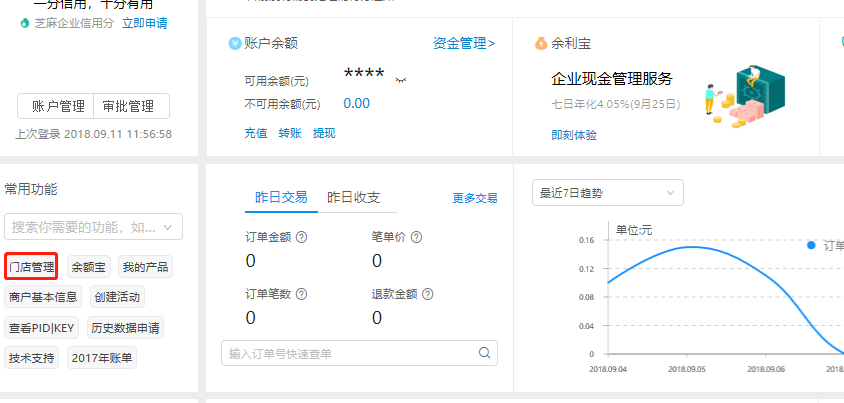 一分信用，十分有用
芝麻企业信用分 立即申请
账户管理 审批管理
上次登录 2018.09.11 11:56:58
账户余额 资金管理>
可用余额(元) ****
不可用余额(元) 0.00
充值 转账 提现
余利宝
企业现金管理服务
七日年化4.05%(9月25日)
即刻体验
常用功能
搜索你需要的功能，如...
门店管理 余额宝 我的产品
商户基本信息 创建活动
查看PID|KEY 历史数据申请
技术支持 2017年账单
昨日交易 昨日收支 更多交易
订单金额 ? 笔单价 ?
0 0
订单笔数 ? 退款金额 ?
0 0
输入订单号快速查单
最近7日趋势
单位:元
订单
0.16
0.12
0.08
0.04
0
2018.09.04 2018.09.05 2018.09.06 2018.0